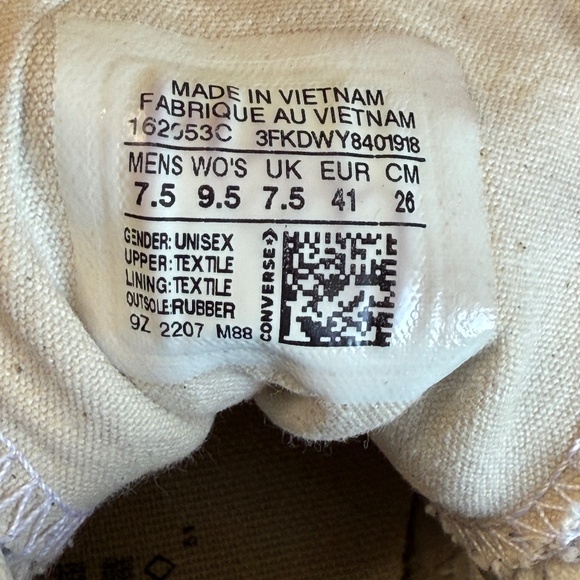 MADE IN VIETNAM
FABRIQUE AU VIETNAM
162053C 3FKDWY8401918
MENS WO'S UK EUR CM
7.5 9.5 7.5 41 26
GENDER: UNISEX
UPPER: TEXTILE
LINING: TEXTILE
OUTSOLE: RUBBER
9Z 2207 M88
CONVERSE